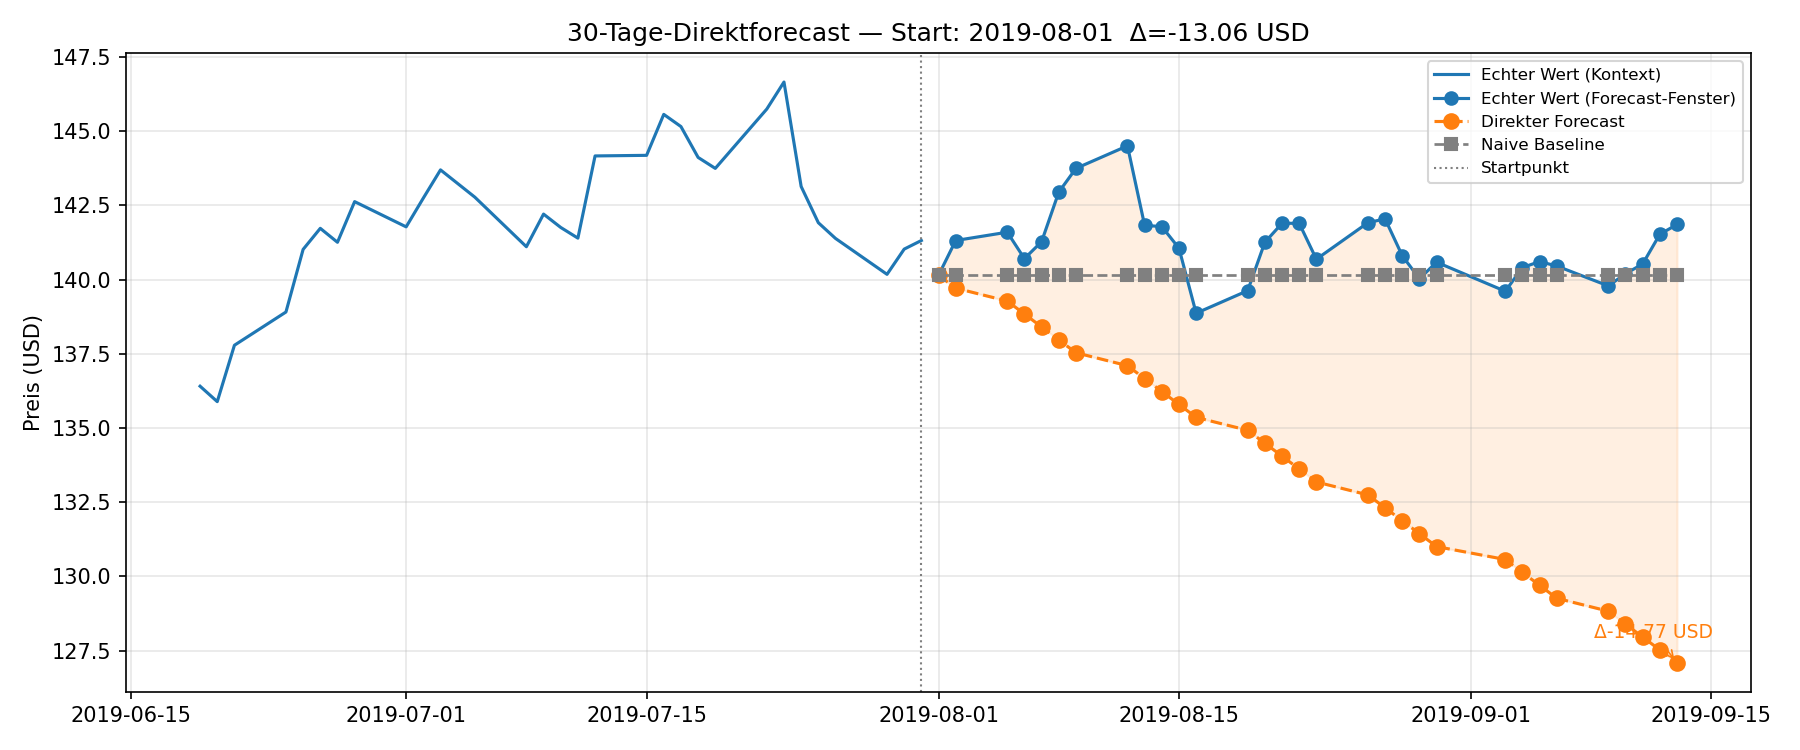 30-Tage-Direktforecast — Start: 2019-08-01 Δ=-13.06 USD
147.5
145.0
142.5
140.0
137.5
135.0
132.5
130.0
127.5
Preis (USD)
Echter Wert (Kontext)
Echter Wert (Forecast-Fenster)
Direkter Forecast
Naive Baseline
Startpunkt
Δ-14.77 USD
2019-06-15
2019-07-01
2019-07-15
2019-08-01
2019-08-15
2019-09-01
2019-09-15